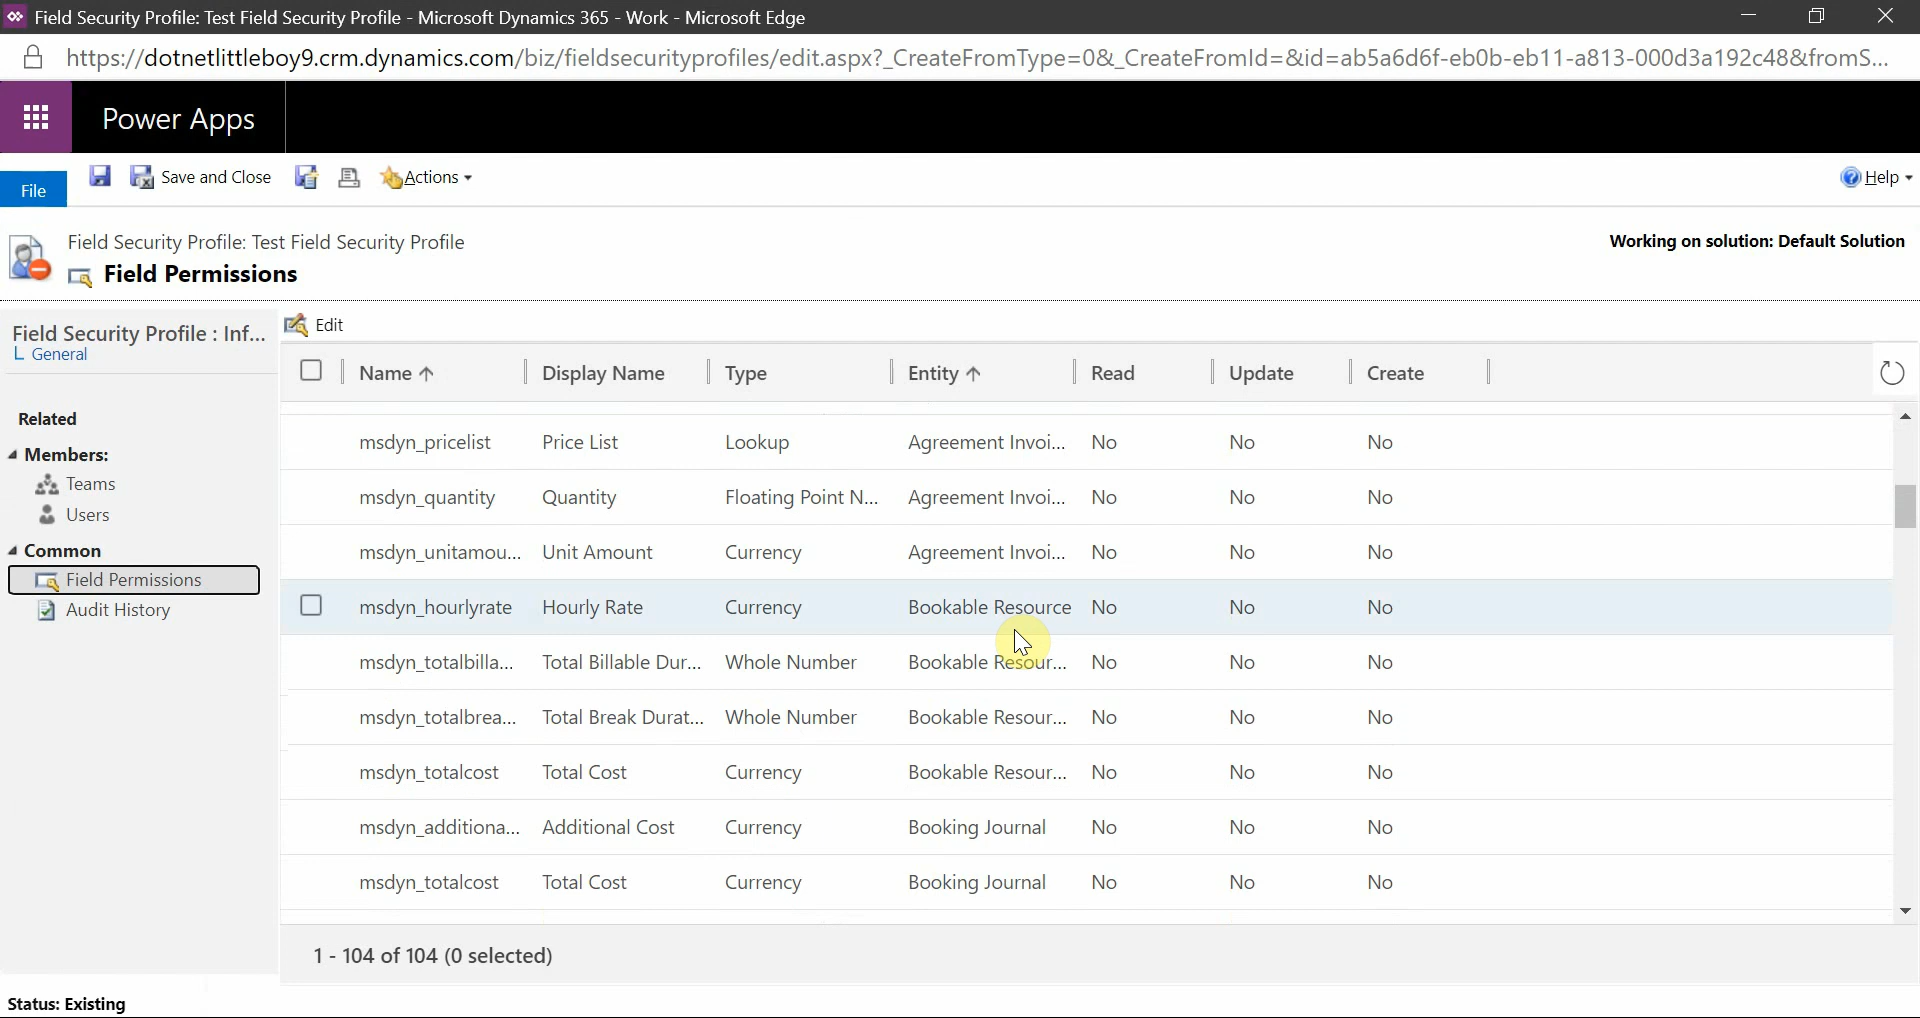 Field Security Profile: Test Field Security Profile - Microsoft Dynamics 365 - Work - Microsoft Edge
https://dotnetlittleboy9.crm.dynamics.com/biz/fieldsecurityprofiles/edit.aspx?_CreateFromType=0&_CreateFromId=&id=ab5a6d6f-eb0b-eb11-a813-000d3a192c48&fromS...
Power Apps
File Save and Close Actions Help
Field Security Profile: Test Field Security Profile
Field Permissions
Working on solution: Default Solution
Field Security Profile : Inf...
General
Related
Members:
Teams
Users
Common
Field Permissions
Audit History
Edit
Name Display Name Type Entity Read Update Create
msdyn_pricelist Price List Lookup Agreement Invoi... No No No
msdyn_quantity Quantity Floating Point N... Agreement Invoi... No No No
msdyn_unitamou... Unit Amount Currency Agreement Invoi... No No No
msdyn_hourlyrate Hourly Rate Currency Bookable Resource No No No
msdyn_totalbilla... Total Billable Dur... Whole Number Bookable Resour... No No No
msdyn_totalbrea... Total Break Durat... Whole Number Bookable Resour... No No No
msdyn_totalcost Total Cost Currency Bookable Resour... No No No
msdyn_additiona... Additional Cost Currency Booking Journal No No No
msdyn_totalcost Total Cost Currency Booking Journal No No No
1 - 104 of 104 (0 selected)
Status: Existing